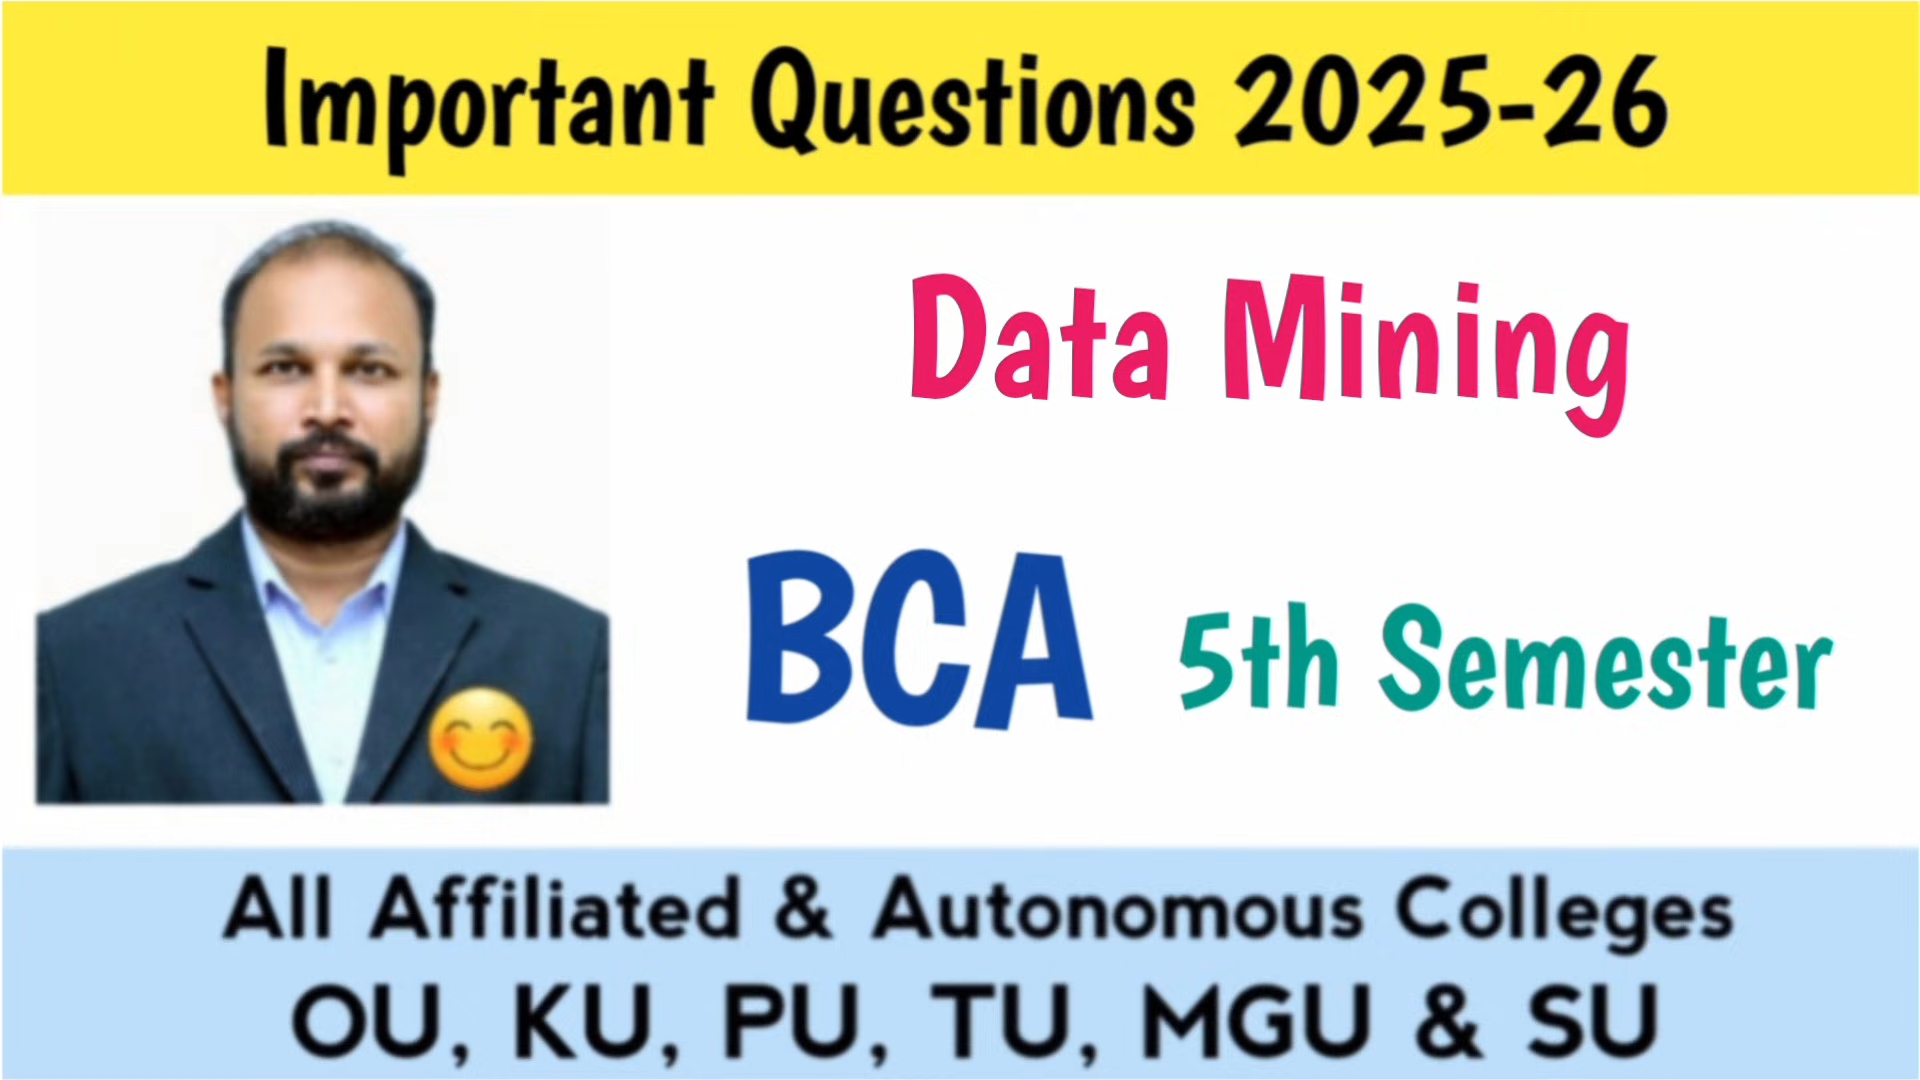 Important Questions 2025-26
Data Mining
BCA 5th Semester
All Affiliated & Autonomous Colleges
OU, KU, PU, TU, MGU & SU